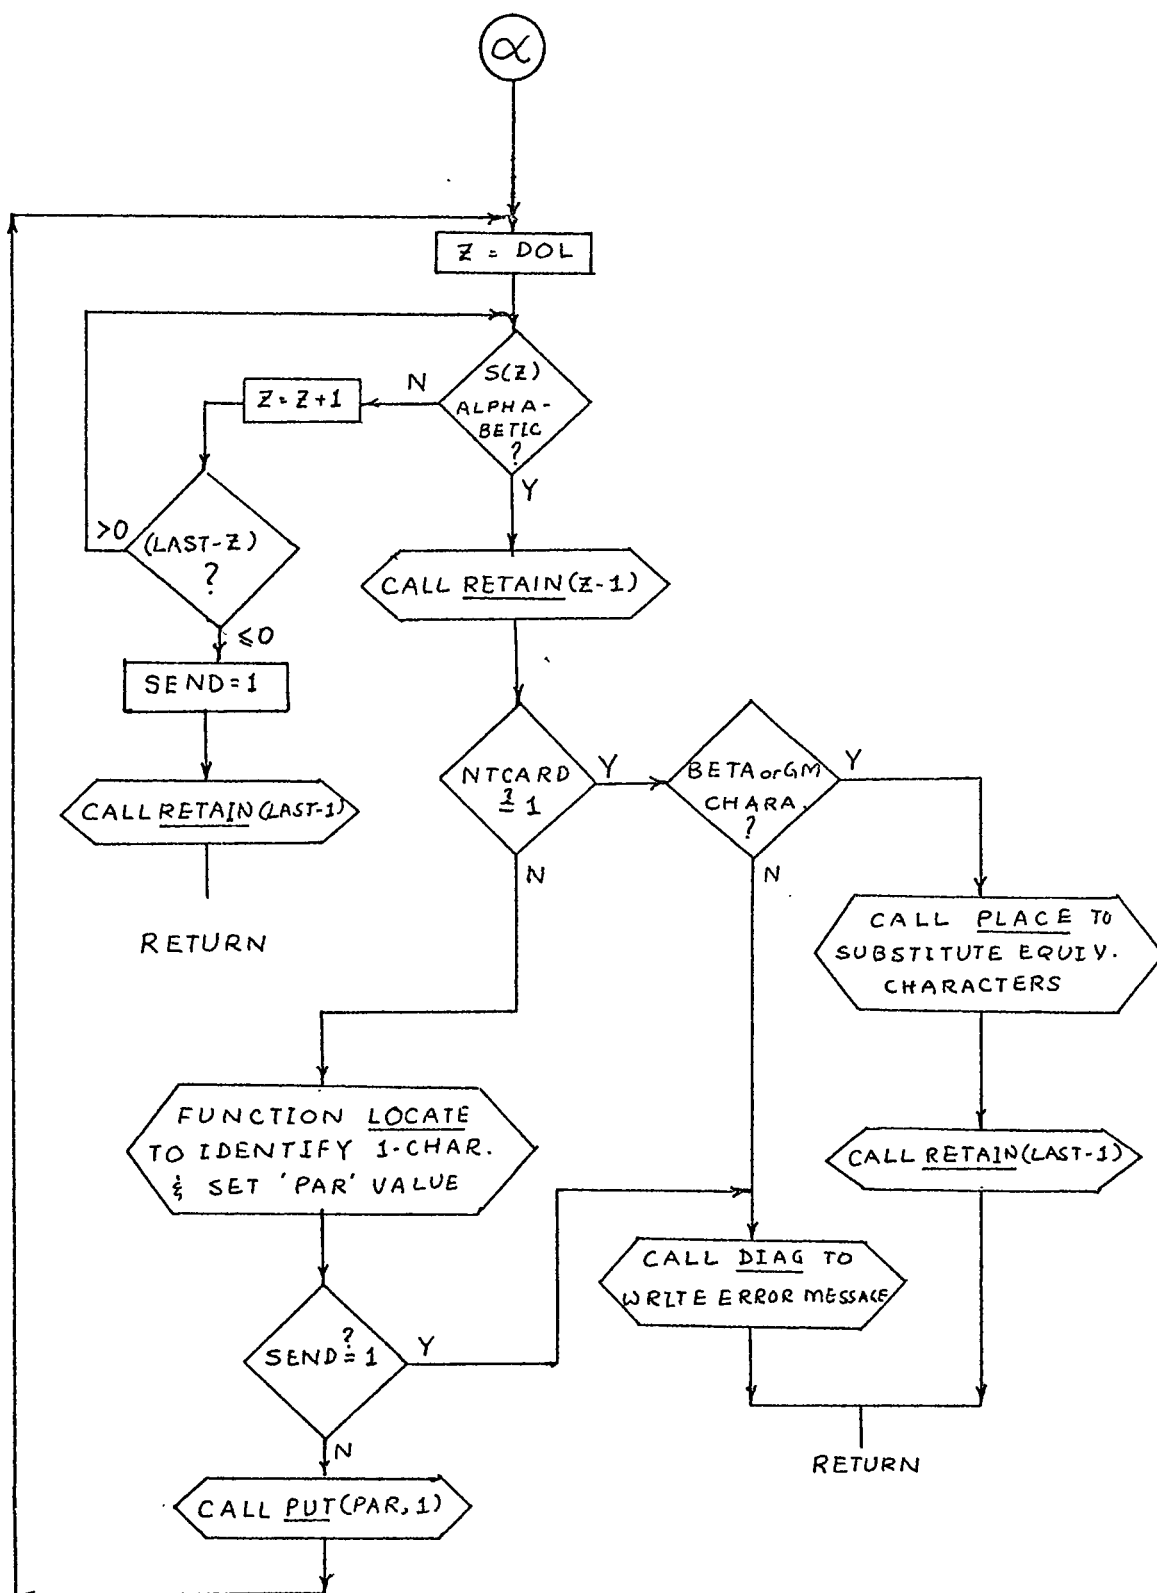 α
Z = DOL
S(Z)
ALPHA-
BETIC
?
N
Z = Z+1
Y
>0
(LAST-Z)
?
≤0
SEND=1
CALL RETAIN(LAST-1)
RETURN
CALL RETAIN(Z-1)
NTCARD
?
= 1
Y
N
BETA or GM
CHARA.
?
Y
N
CALL PLACE TO
SUBSTITUTE EQUIV.
CHARACTERS
CALL RETAIN(LAST-1)
FUNCTION LOCATE
TO IDENTIFY 1-CHAR.
& SET 'PAR' VALUE
CALL DIAG TO
WRITE ERROR MESSAGE
?
SEND = 1
Y
N
RETURN
CALL PUT(PAR,1)